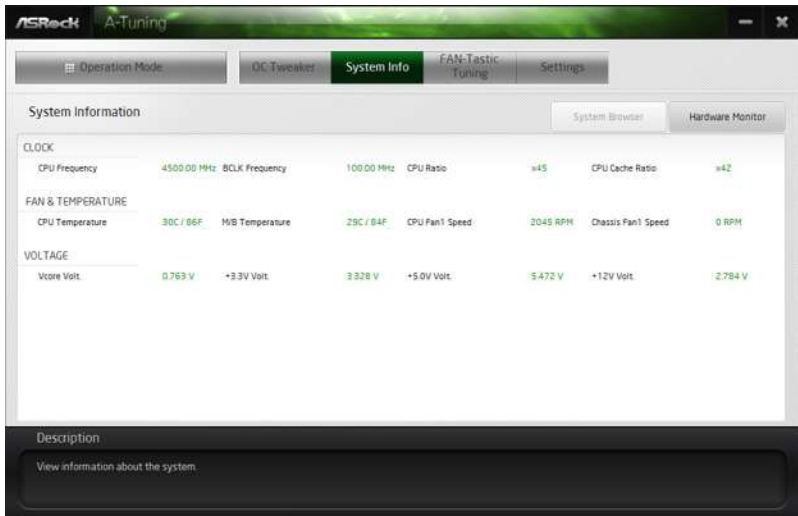 ASRock A-Tuning
Operation Mode OC Tweaker System Info FAN-Tastic Tuning Settings
System Information System Browser Hardware Monitor
CLOCK
CPU Frequency 4500.00 MHz BCLK Frequency 100.00 MHz CPU Ratio x45 CPU Cache Ratio x42
FAN & TEMPERATURE
CPU Temperature 30C / 86F M/B Temperature 29C / 84F CPU Fan1 Speed 2045 RPM Chassis Fan1 Speed 0 RPM
VOLTAGE
Vcore Volt. 0.763 V +3.3V Volt. 3.328 V +5.0V Volt. 5.472 V +12V Volt. 2.784 V
Description
View information about the system.